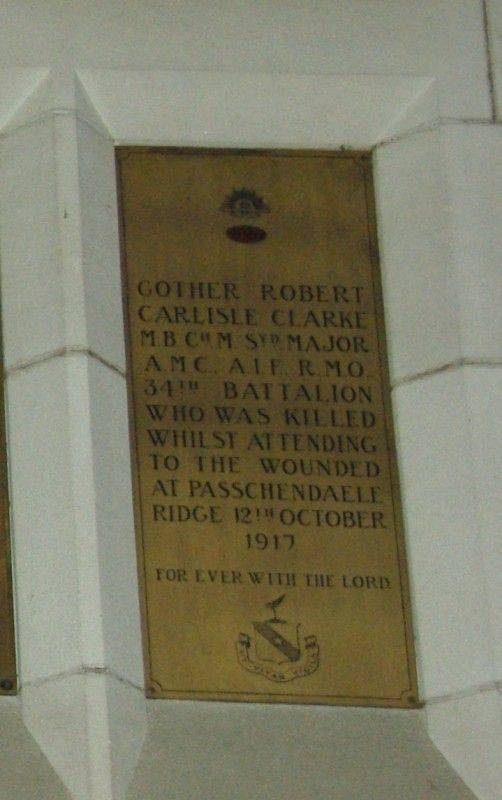 GOTHER ROBERT
CARLISLE CLARKE
M.B. CH. M. SYD. MAJOR
A.M.C. A.I.F. R.M.O.
34TH BATTALION
WHO WAS KILLED
WHILST ATTENDING
TO THE WOUNDED
AT PASSCHENDAELE
RIDGE 12TH OCTOBER
1917
FOR EVER WITH THE LORD.